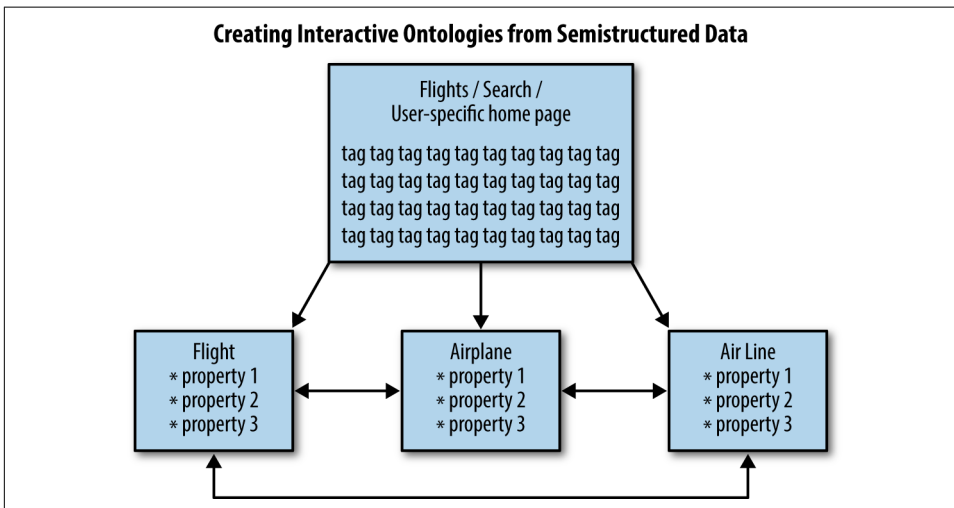 Creating Interactive Ontologies from Semistructured Data
Flights / Search /
User-specific home page
tag tag tag tag tag tag tag tag tag tag
tag tag tag tag tag tag tag tag tag tag
tag tag tag tag tag tag tag tag tag tag
tag tag tag tag tag tag tag tag tag tag
Flight
* property 1
* property 2
* property 3
Airplane
* property 1
* property 2
* property 3
Air Line
* property 1
* property 2
* property 3